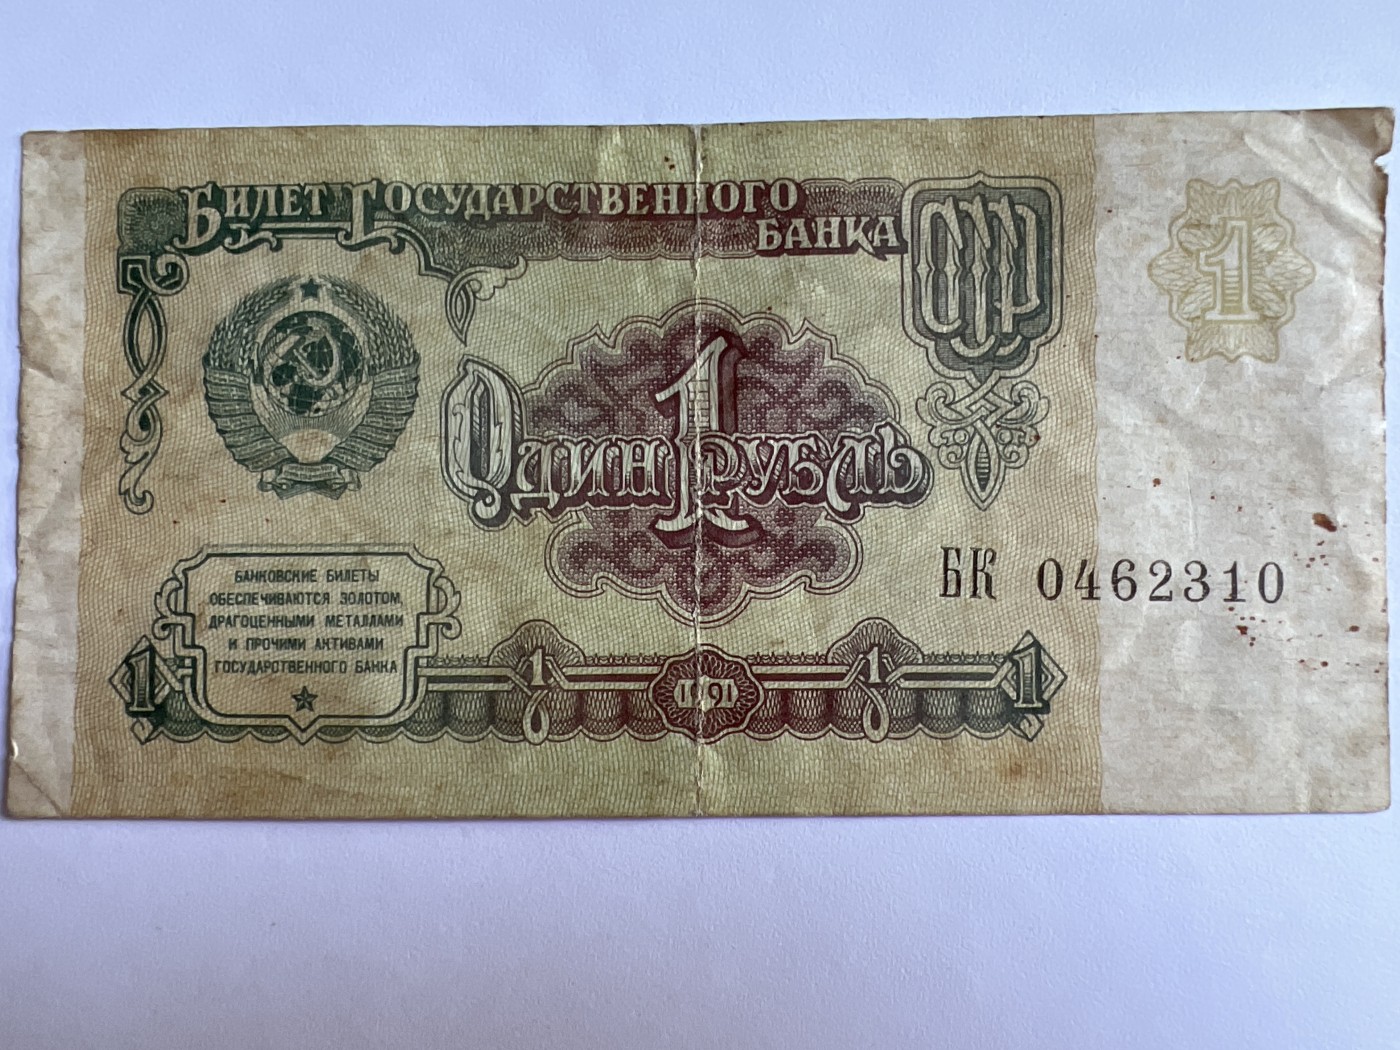 БИЛЕТ ГОСУДАРСТВЕННОГО
БАНКА
СССР
1
1
ОДИН РУБЛЬ
БАНКОВСКИЕ БИЛЕТЫ
ОБЕСПЕЧИВАЮТСЯ ЗОЛОТОМ,
ДРАГОЦЕННЫМИ МЕТАЛЛАМИ
И ПРОЧИМИ АКТИВАМИ
ГОСУДАРСТВЕННОГО БАНКА
БК 0462310
1 1 1991 1 1